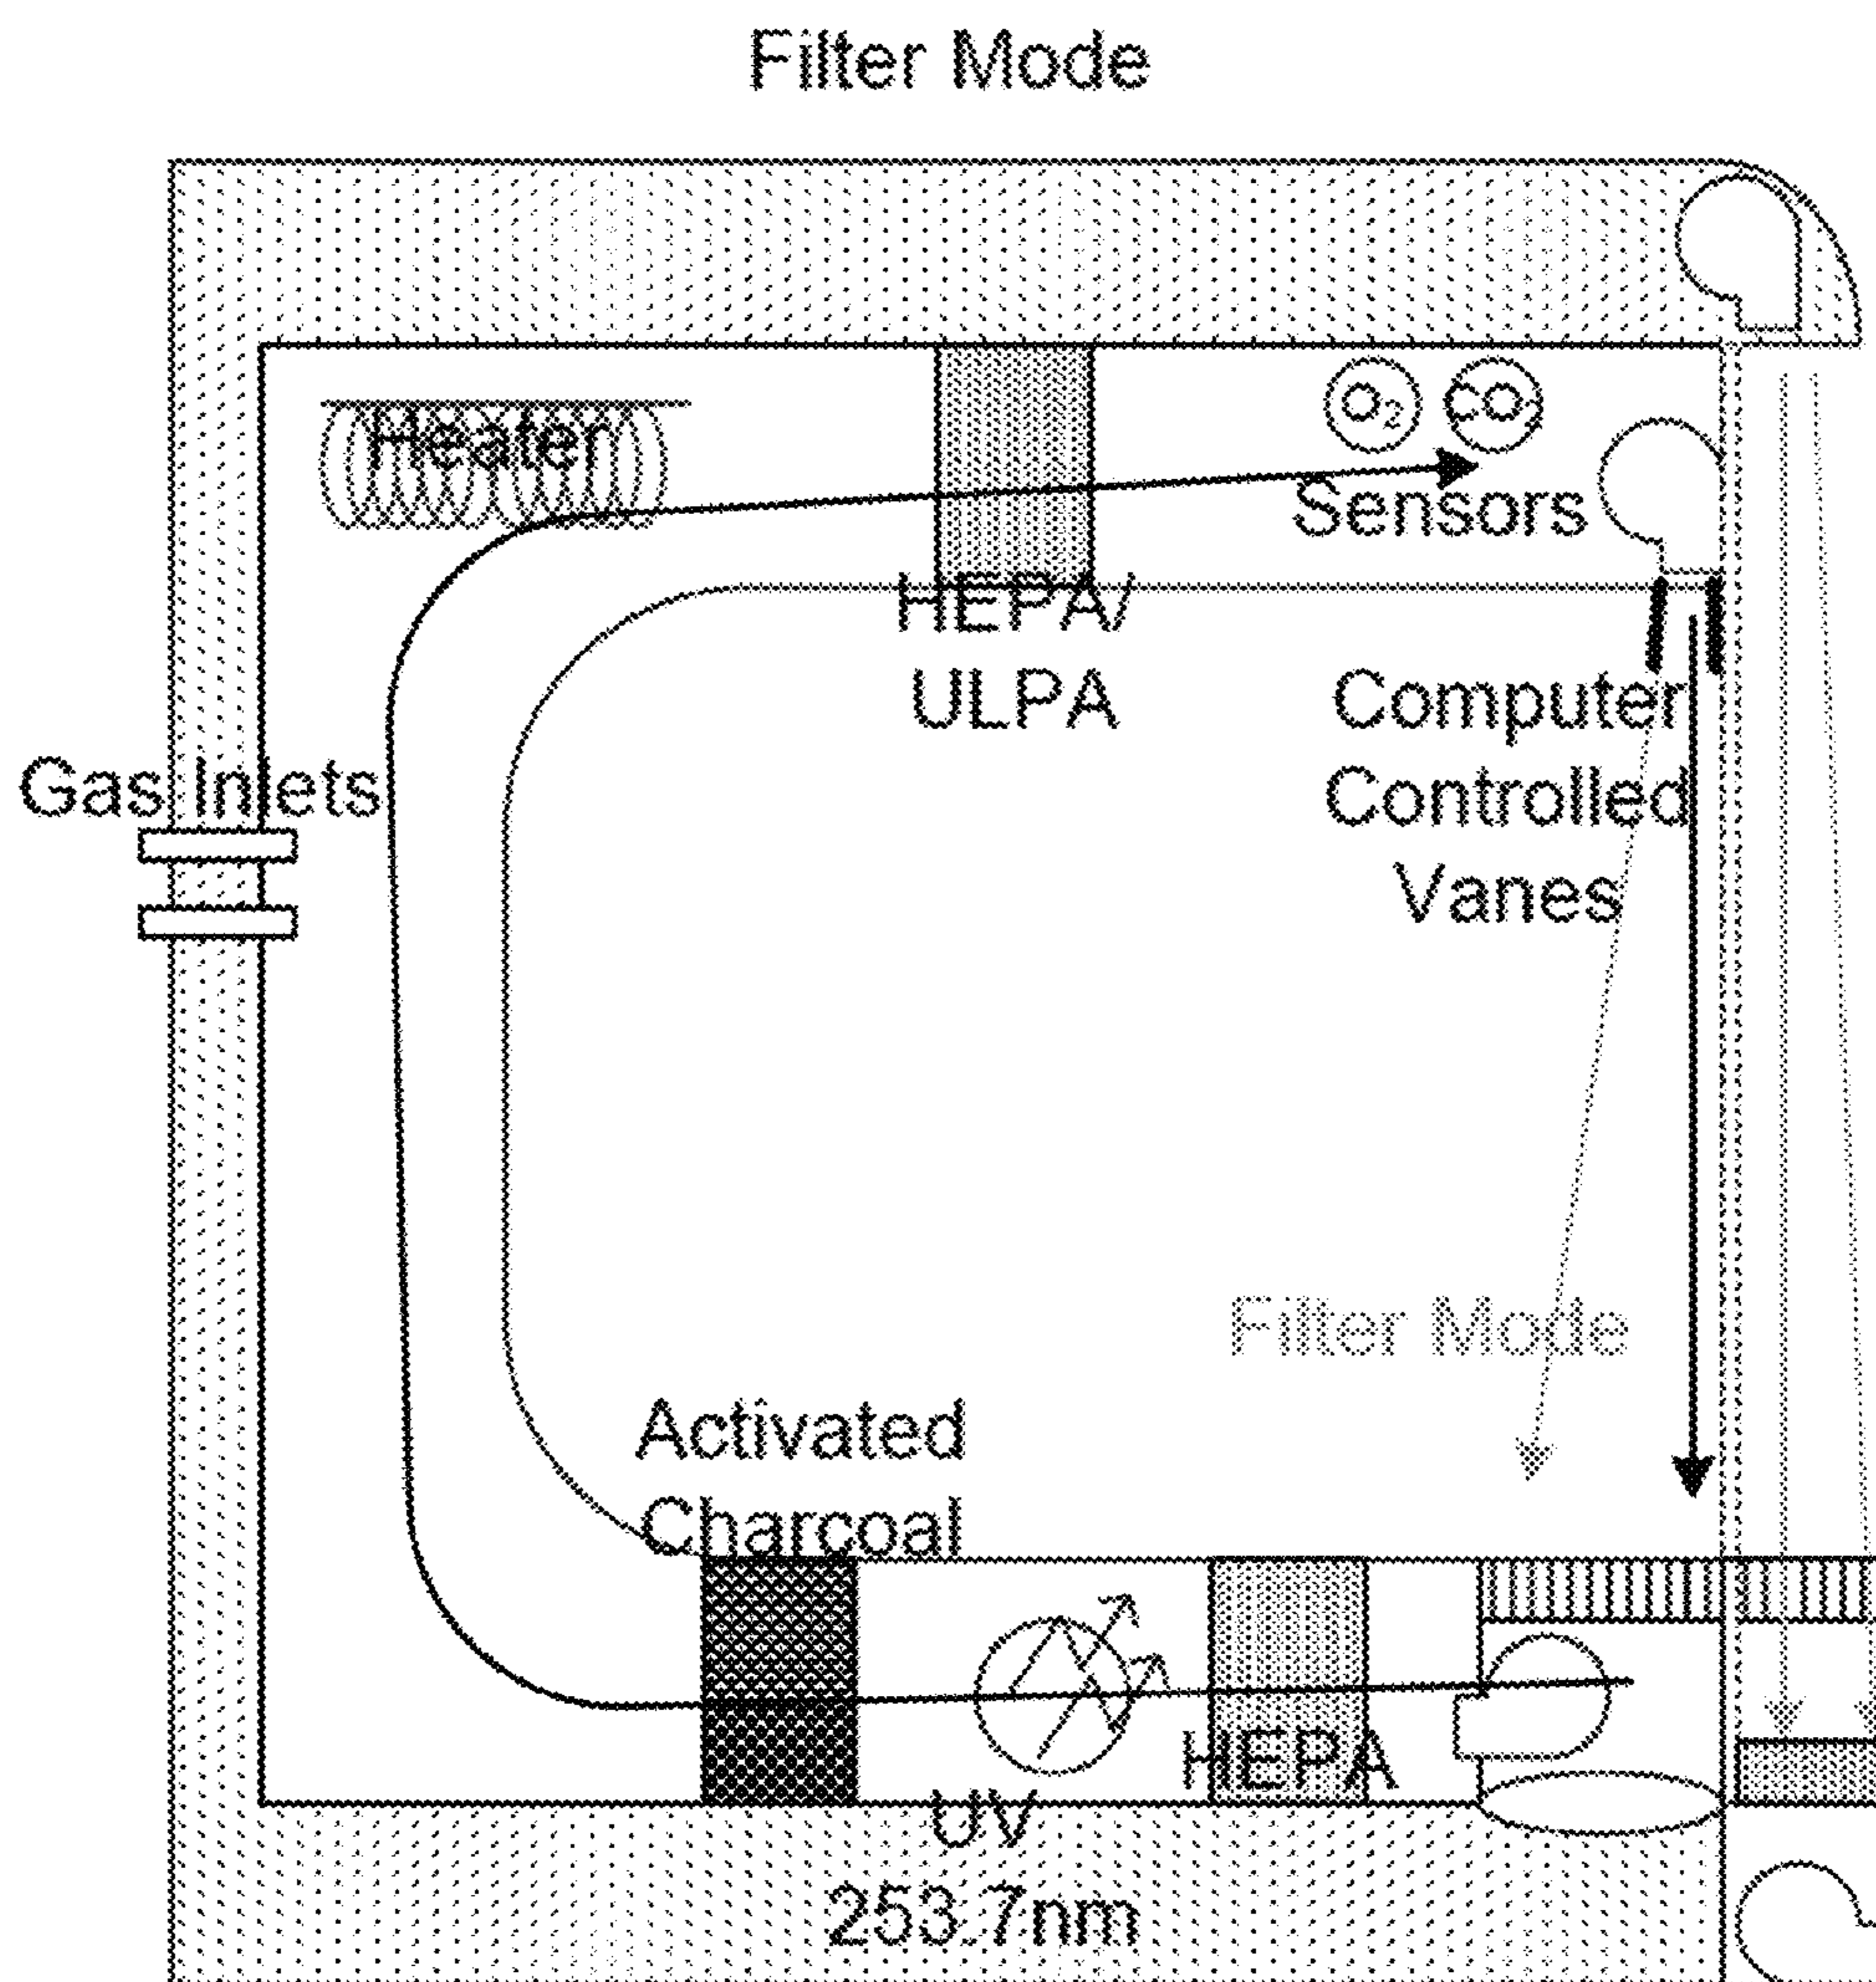 Filter Mode
Heater
O₂ CO₂
Sensors
HEPA/
ULPA
Computer
Controlled
Vanes
Gas Inlets
Filter Mode
Activated
Charcoal
HEPA
UV
253.7nm